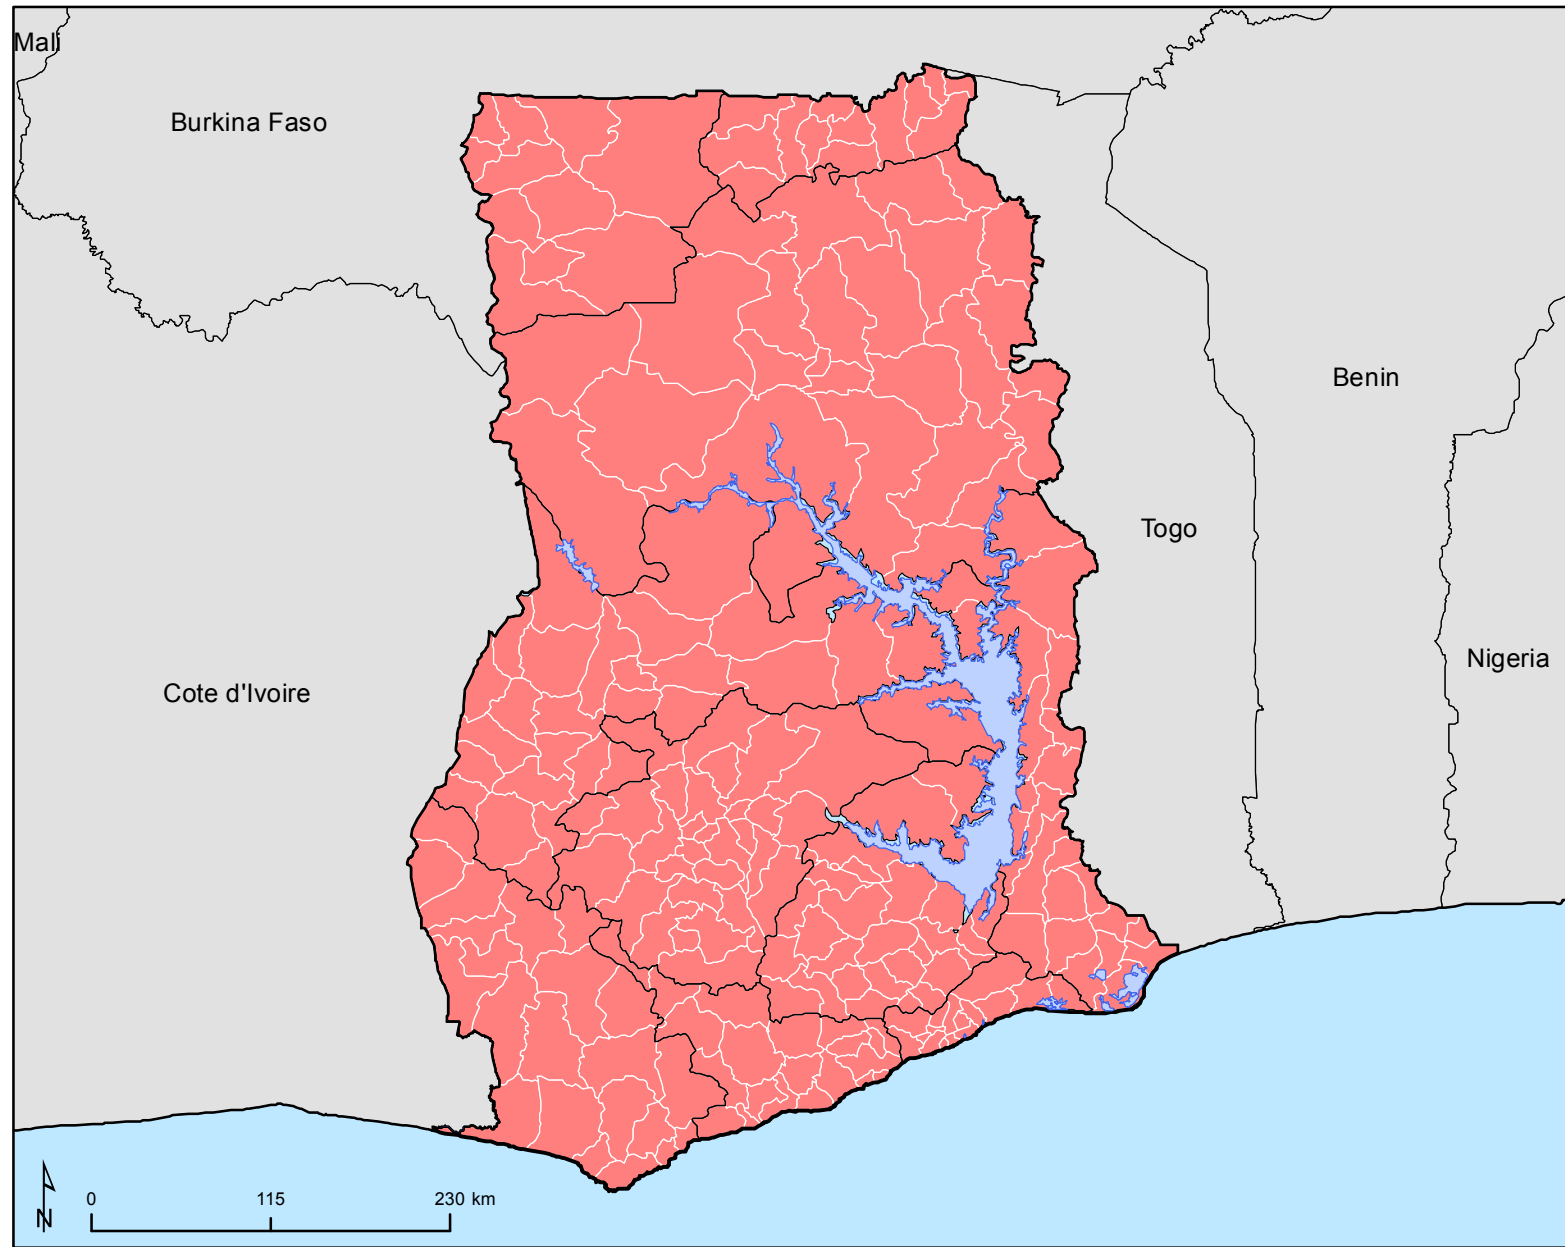 Mali
Burkina Faso
Benin
Togo
Nigeria
Cote d'Ivoire
N
0 115 230 km